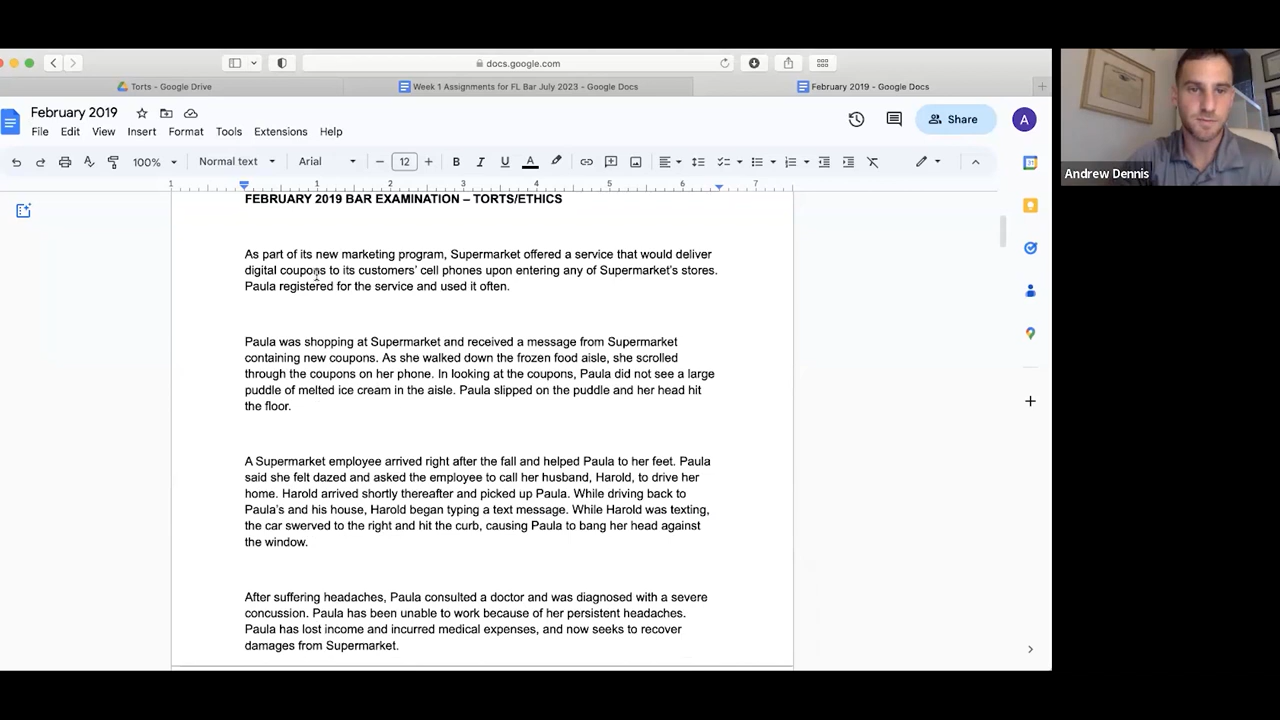 docs.google.com
Torts - Google Drive
Week 1 Assignments for FL Bar July 2023 - Google Docs
February 2019 - Google Docs
February 2019
File Edit View Insert Format Tools Extensions Help
Share
A
100%
Normal text
Arial
12
1 1 2 3 4 5 6 7
FEBRUARY 2019 BAR EXAMINATION – TORTS/ETHICS
As part of its new marketing program, Supermarket offered a service that would deliver
digital coupons to its customers' cell phones upon entering any of Supermarket's stores.
Paula registered for the service and used it often.
Paula was shopping at Supermarket and received a message from Supermarket
containing new coupons. As she walked down the frozen food aisle, she scrolled
through the coupons on her phone. In looking at the coupons, Paula did not see a large
puddle of melted ice cream in the aisle. Paula slipped on the puddle and her head hit
the floor.
A Supermarket employee arrived right after the fall and helped Paula to her feet. Paula
said she felt dazed and asked the employee to call her husband, Harold, to drive her
home. Harold arrived shortly thereafter and picked up Paula. While driving back to
Paula's and his house, Harold began typing a text message. While Harold was texting,
the car swerved to the right and hit the curb, causing Paula to bang her head against
the window.
After suffering headaches, Paula consulted a doctor and was diagnosed with a severe
concussion. Paula has been unable to work because of her persistent headaches.
Paula has lost income and incurred medical expenses, and now seeks to recover
damages from Supermarket.
Andrew Dennis